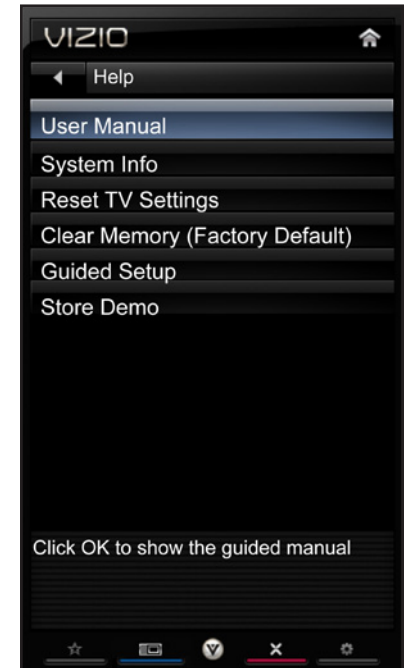 VIZIO
Help
User Manual
System Info
Reset TV Settings
Clear Memory (Factory Default)
Guided Setup
Store Demo
Click OK to show the guided manual
V